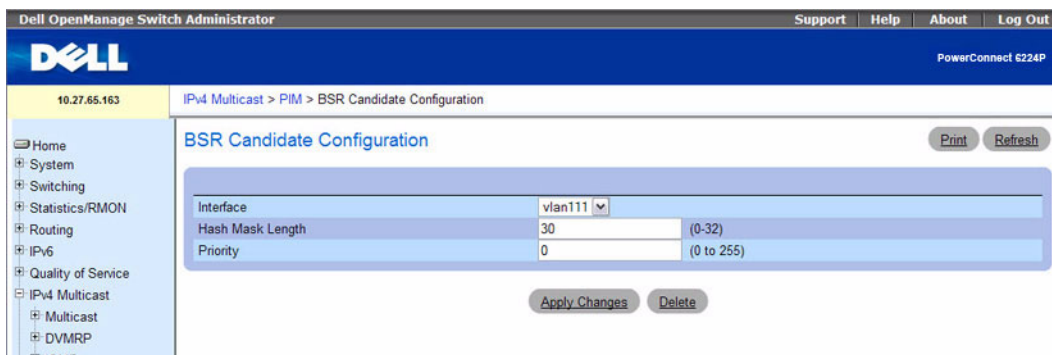 Dell OpenManage Switch Administrator
Support Help About Log Out
DELL
PowerConnect 6224P
10.27.65.163
IPv4 Multicast > PIM > BSR Candidate Configuration
Home
System
Switching
Statistics/RMON
Routing
IPv6
Quality of Service
IPv4 Multicast
Multicast
DVMRP
BSR Candidate Configuration
Print Refresh
Interface vlan111
Hash Mask Length 30 (0-32)
Priority 0 (0 to 255)
Apply Changes Delete